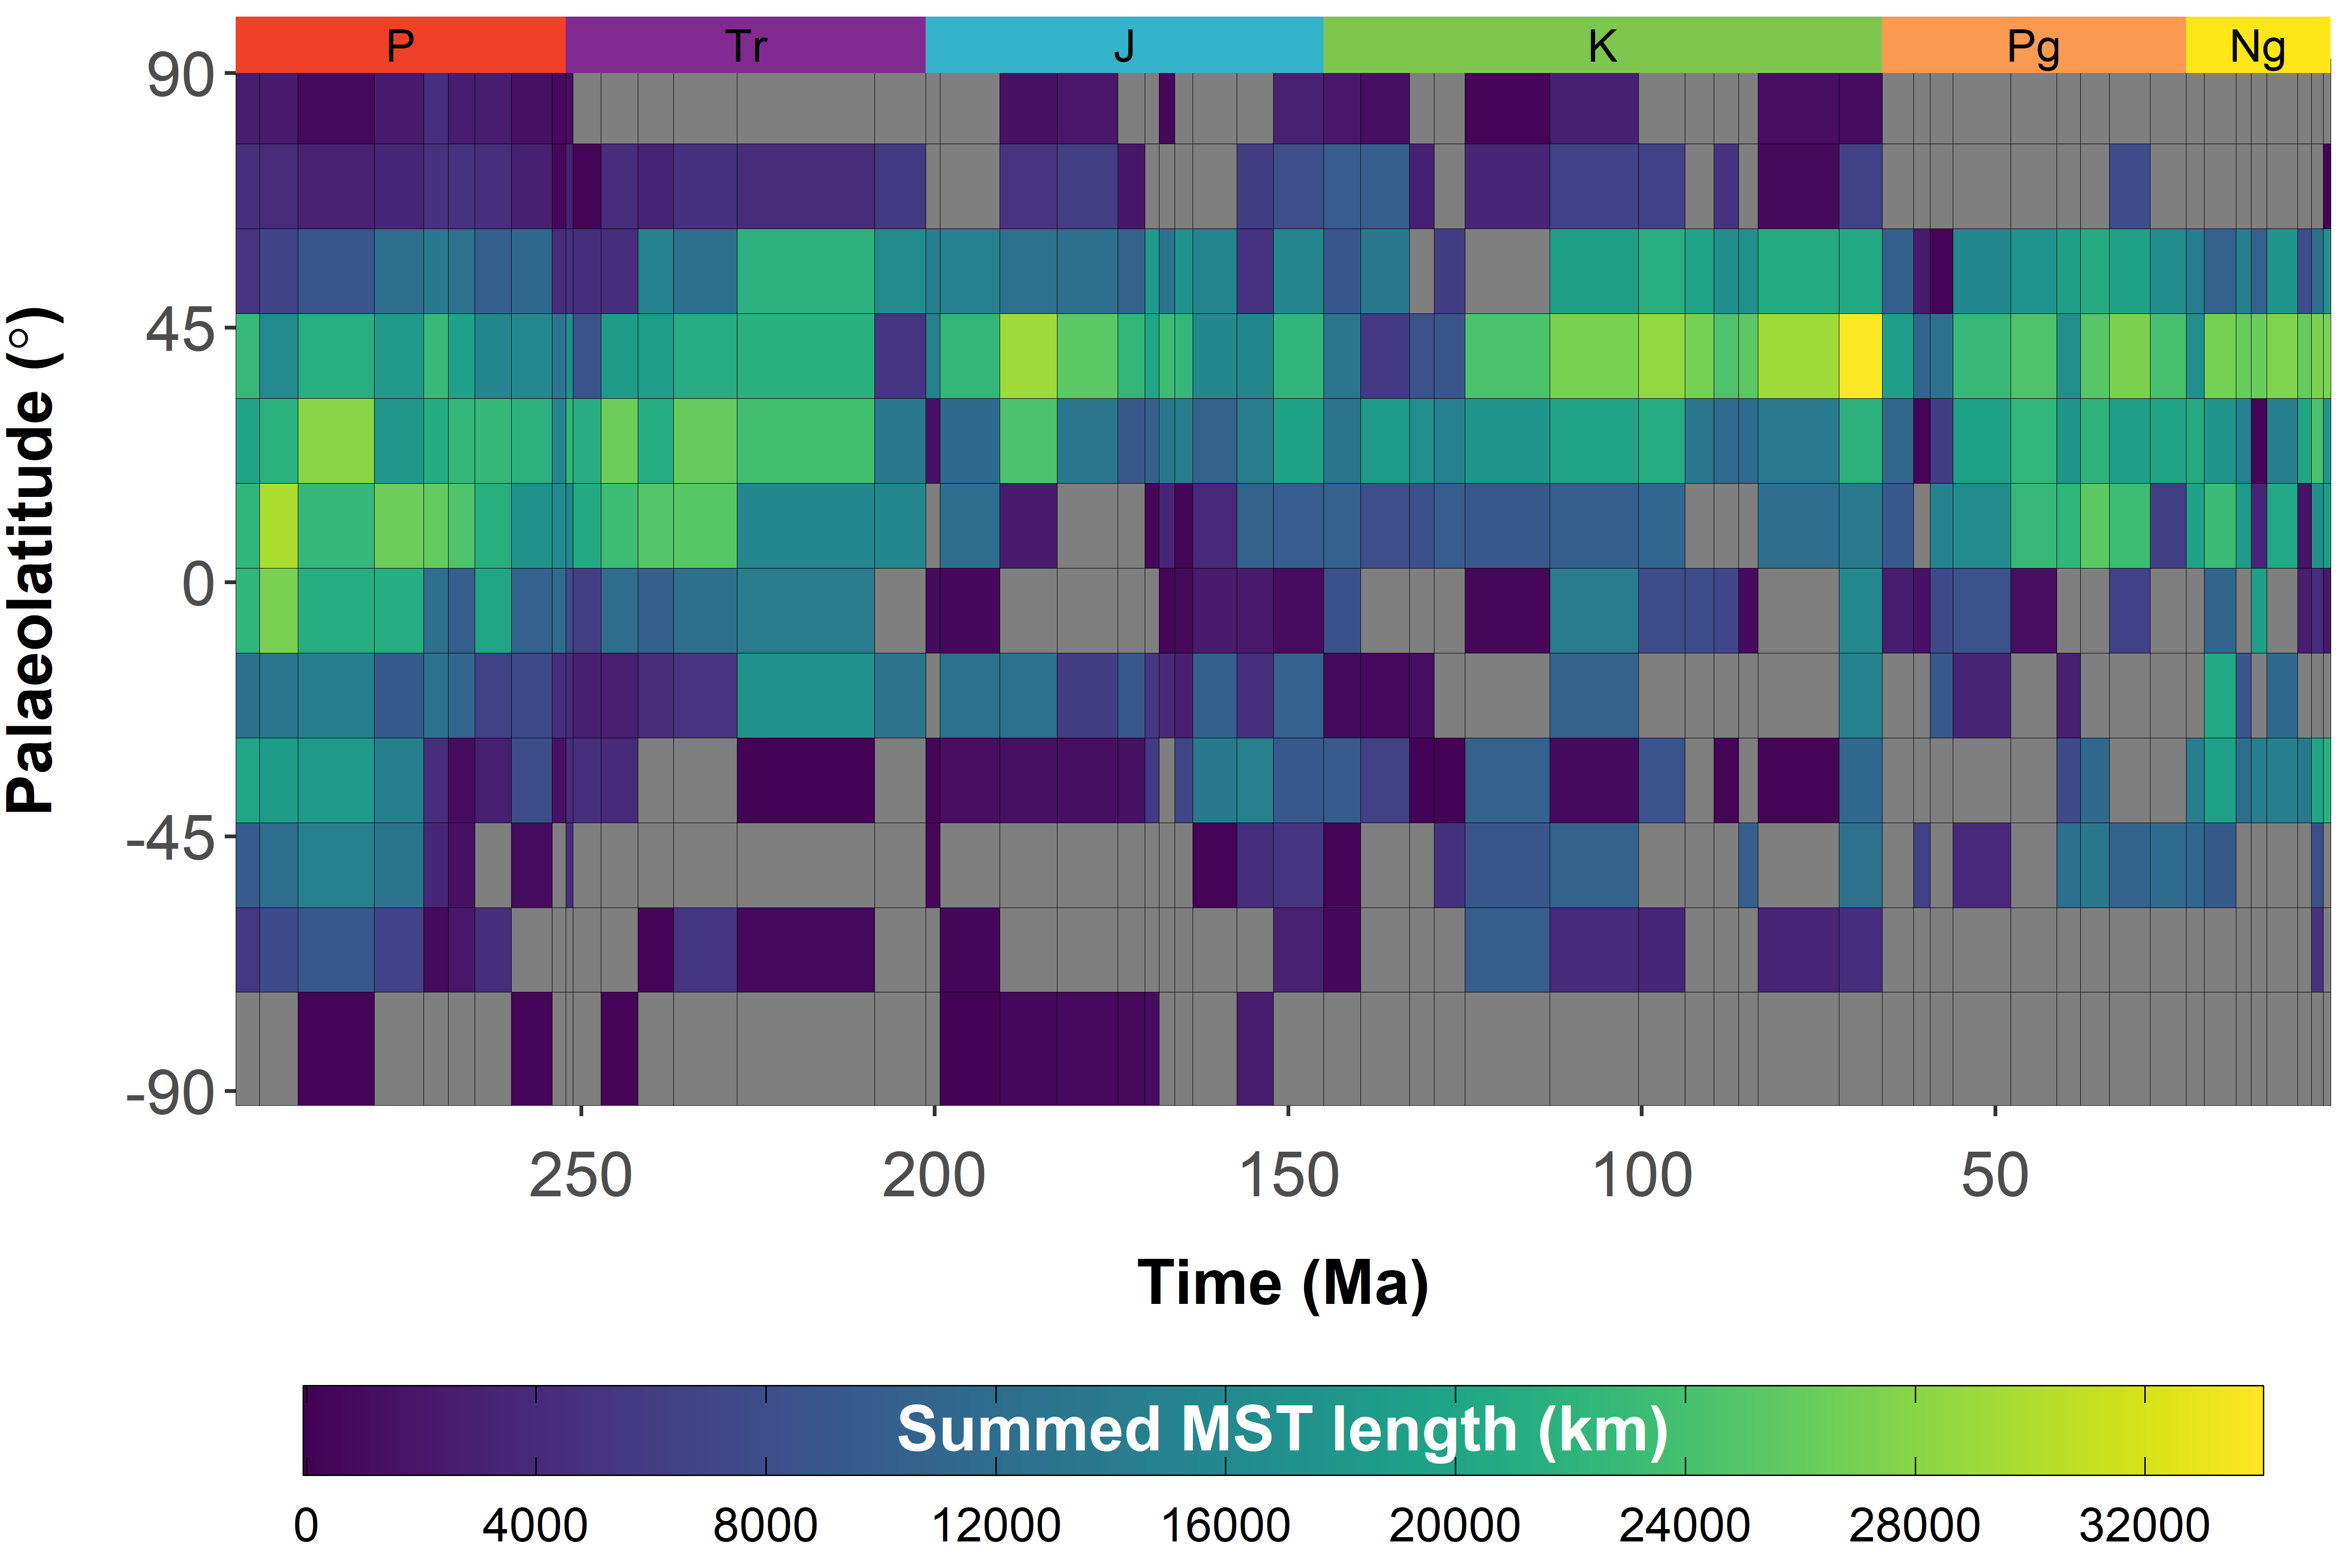 P Tr J K Pg Ng
90
45
0
-45
-90
Palaeolatitude (°)
250 200 150 100 50
Time (Ma)
Summed MST length (km)
0 4000 8000 12000 16000 20000 24000 28000 32000